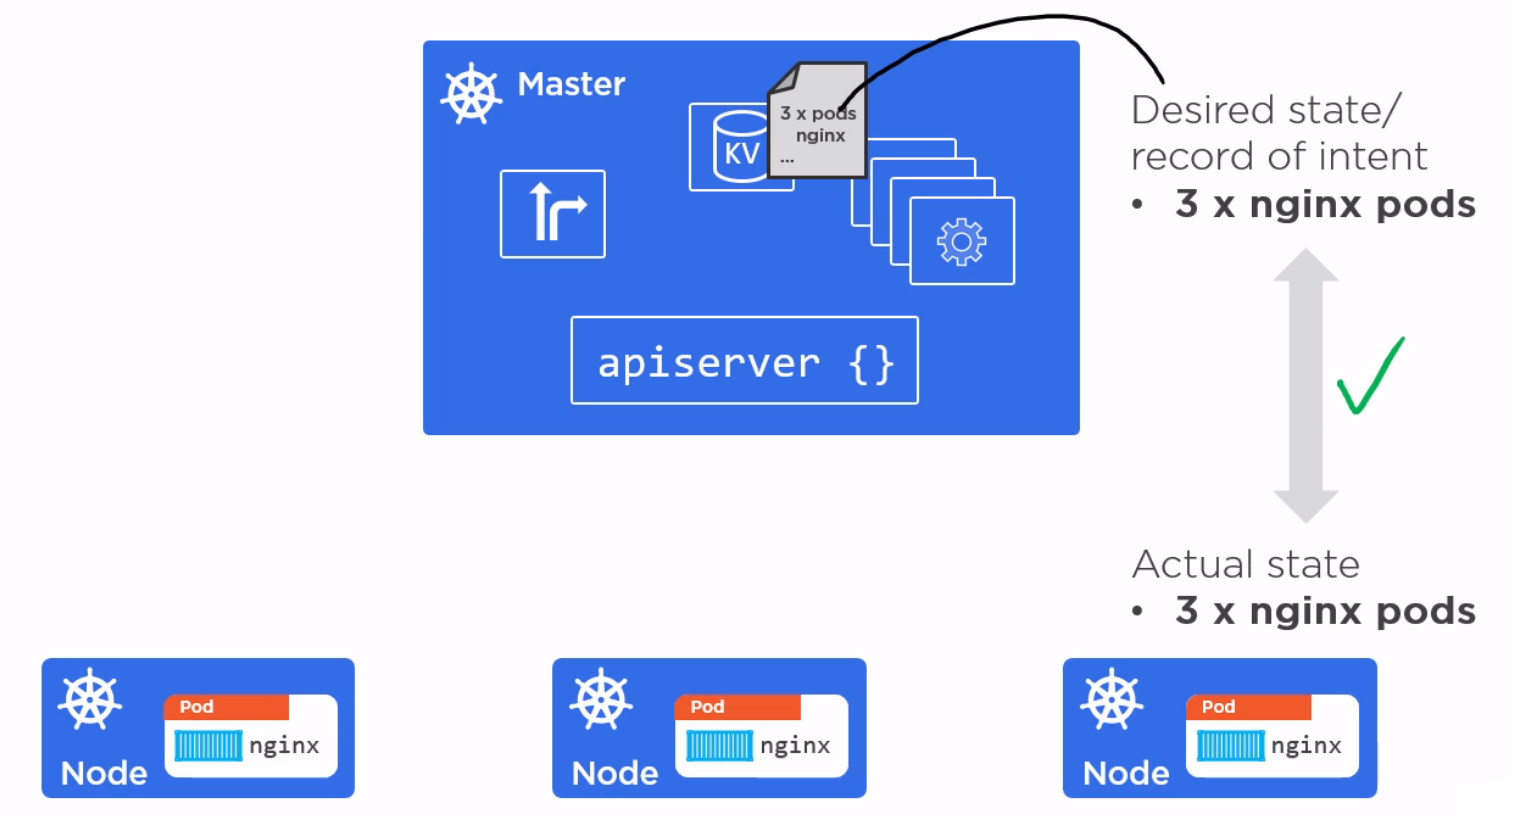 Master
3 x pods
nginx
...
KV
apiserver {}
Desired state/
record of intent
• 3 x nginx pods
Actual state
• 3 x nginx pods
Pod
nginx
Node
Pod
nginx
Node
Pod
nginx
Node